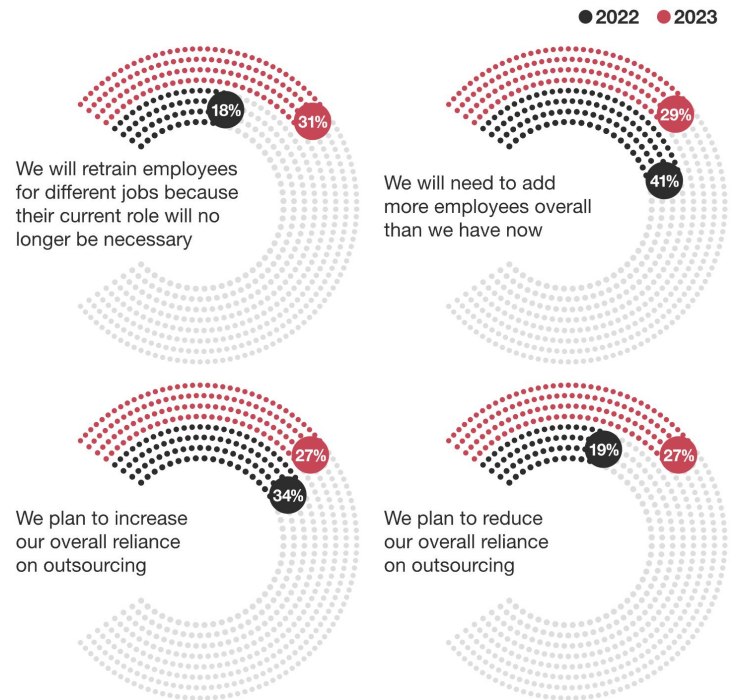 2022 2023
18%
31%
We will retrain employees
for different jobs because
their current role will no
longer be necessary
29%
41%
We will need to add
more employees overall
than we have now
27%
34%
We plan to increase
our overall reliance
on outsourcing
19%
27%
We plan to reduce
our overall reliance
on outsourcing